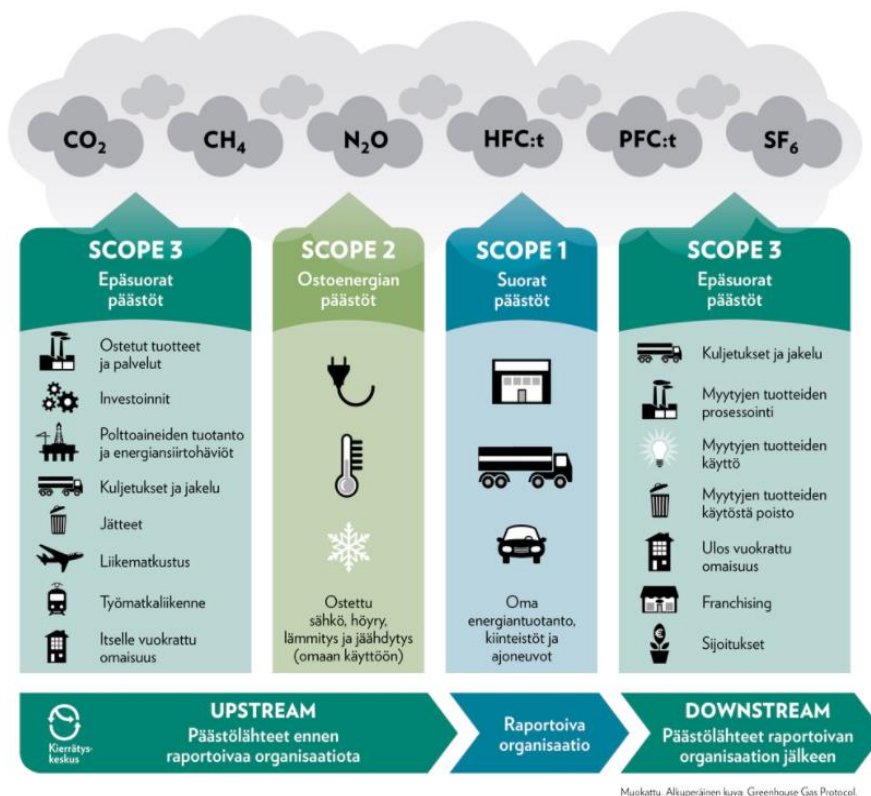 CO₂
CH₄
N₂O
HFC:t
PFC:t
SF₆
SCOPE 3
Epäsuorat
päästöt
Ostetut tuotteet
ja palvelut
Investoinnit
Polttoaineiden tuotanto
ja energiansiirtohäviöt
Kuljetukset ja jakelu
Jätteet
Liikematkustus
Työmatkaliikenne
Itselle vuokrattu
omaisuus
SCOPE 2
Ostoenergian
päästöt
Ostettu
sähkö, höyry,
lämmitys ja jäähdytys
(omaan käyttöön)
SCOPE 1
Suorat
päästöt
Oma
energiantuotanto,
kiinteistöt ja
ajoneuvot
SCOPE 3
Epäsuorat
päästöt
Kuljetukset ja jakelu
Myytyjen tuotteiden
prosessointi
Myytyjen tuotteiden
käyttö
Myytyjen tuotteiden
käytöstä poisto
Ulos vuokrattu
omaisuus
Franchising
€
Sijoitukset
Kierrätys-
keskus
UPSTREAM
Päästölähteet ennen
raportoivaa organisaatiota
Raportoiva
organisaatio
DOWNSTREAM
Päästölähteet raportoivan
organisaation jälkeen
Muokattu. Alkuperäinen kuva: Greenhouse Gas Protocol.